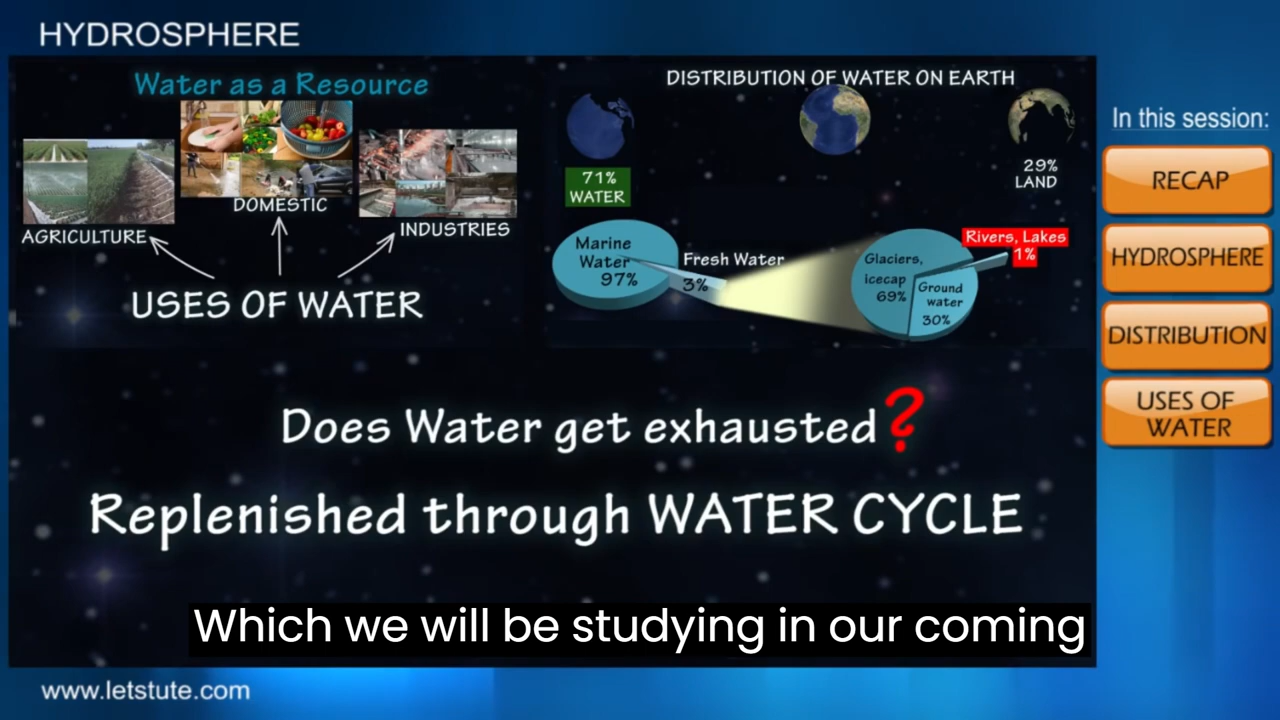 HYDROSPHERE
Water as a Resource
AGRICULTURE
DOMESTIC
INDUSTRIES
USES OF WATER
DISTRIBUTION OF WATER ON EARTH
71%
WATER
29%
LAND
Marine
Water
97%
Fresh Water
3%
Glaciers,
icecap
69%
Ground
water
30%
Rivers, Lakes
1%
Does Water get exhausted?
Replenished through WATER CYCLE
Which we will be studying in our coming
In this session:
RECAP
HYDROSPHERE
DISTRIBUTION
USES OF
WATER
www.letstute.com